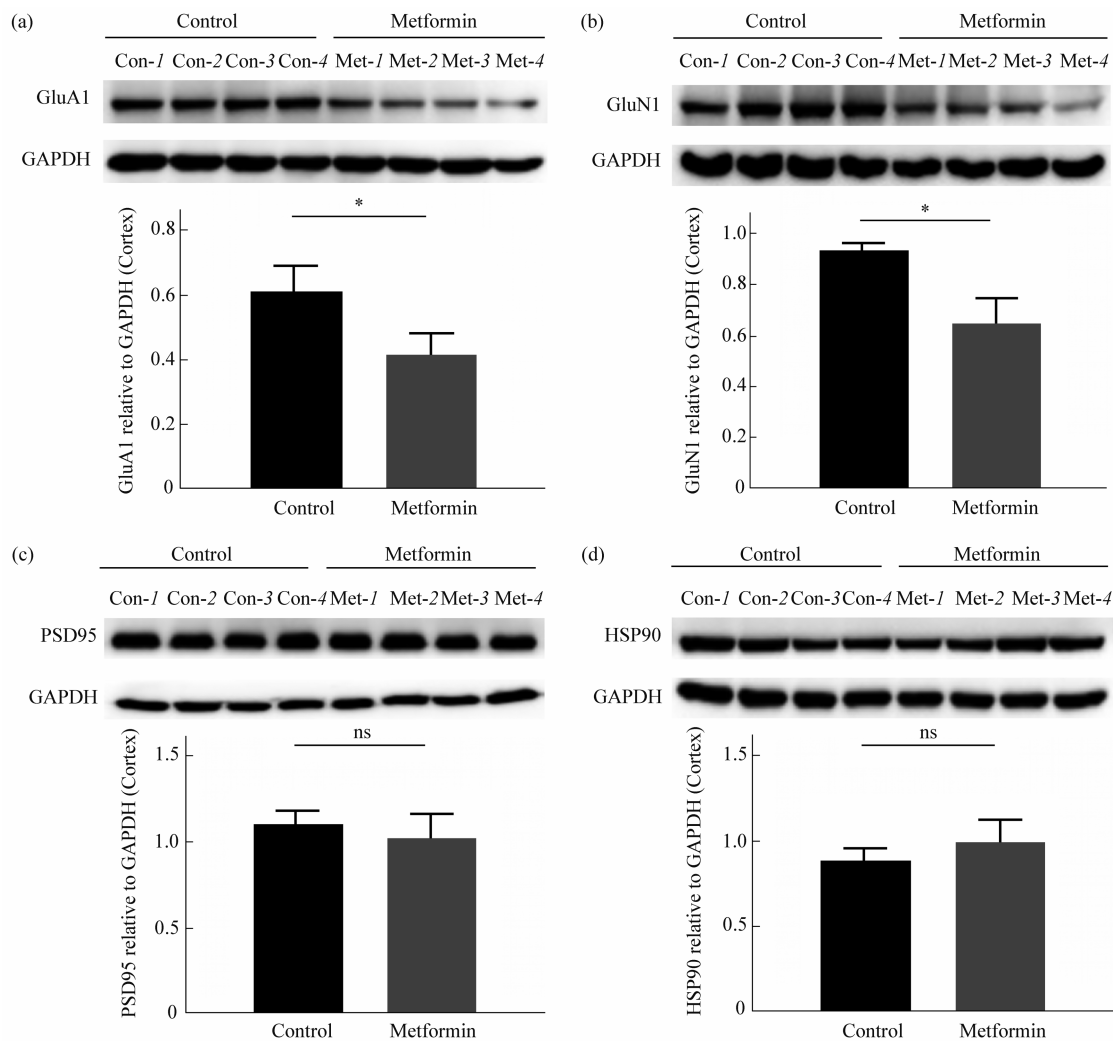 (a)
Control Metformin
Con-1 Con-2 Con-3 Con-4 Met-1 Met-2 Met-3 Met-4
GluA1
GAPDH
GluA1 relative to GAPDH (Cortex)
0.8
0.6
0.4
0.2
0
*
Control Metformin
(b)
Control Metformin
Con-1 Con-2 Con-3 Con-4 Met-1 Met-2 Met-3 Met-4
GluN1
GAPDH
GluN1 relative to GAPDH (Cortex)
1.0
0.8
0.6
0.4
0.2
0
*
Control Metformin
(c)
Control Metformin
Con-1 Con-2 Con-3 Con-4 Met-1 Met-2 Met-3 Met-4
PSD95
GAPDH
PSD95 relative to GAPDH (Cortex)
1.5
1.0
0.5
0
ns
Control Metformin
(d)
Control Metformin
Con-1 Con-2 Con-3 Con-4 Met-1 Met-2 Met-3 Met-4
HSP90
GAPDH
HSP90 relative to GAPDH (Cortex)
1.5
1.0
0.5
0
ns
Control Metformin